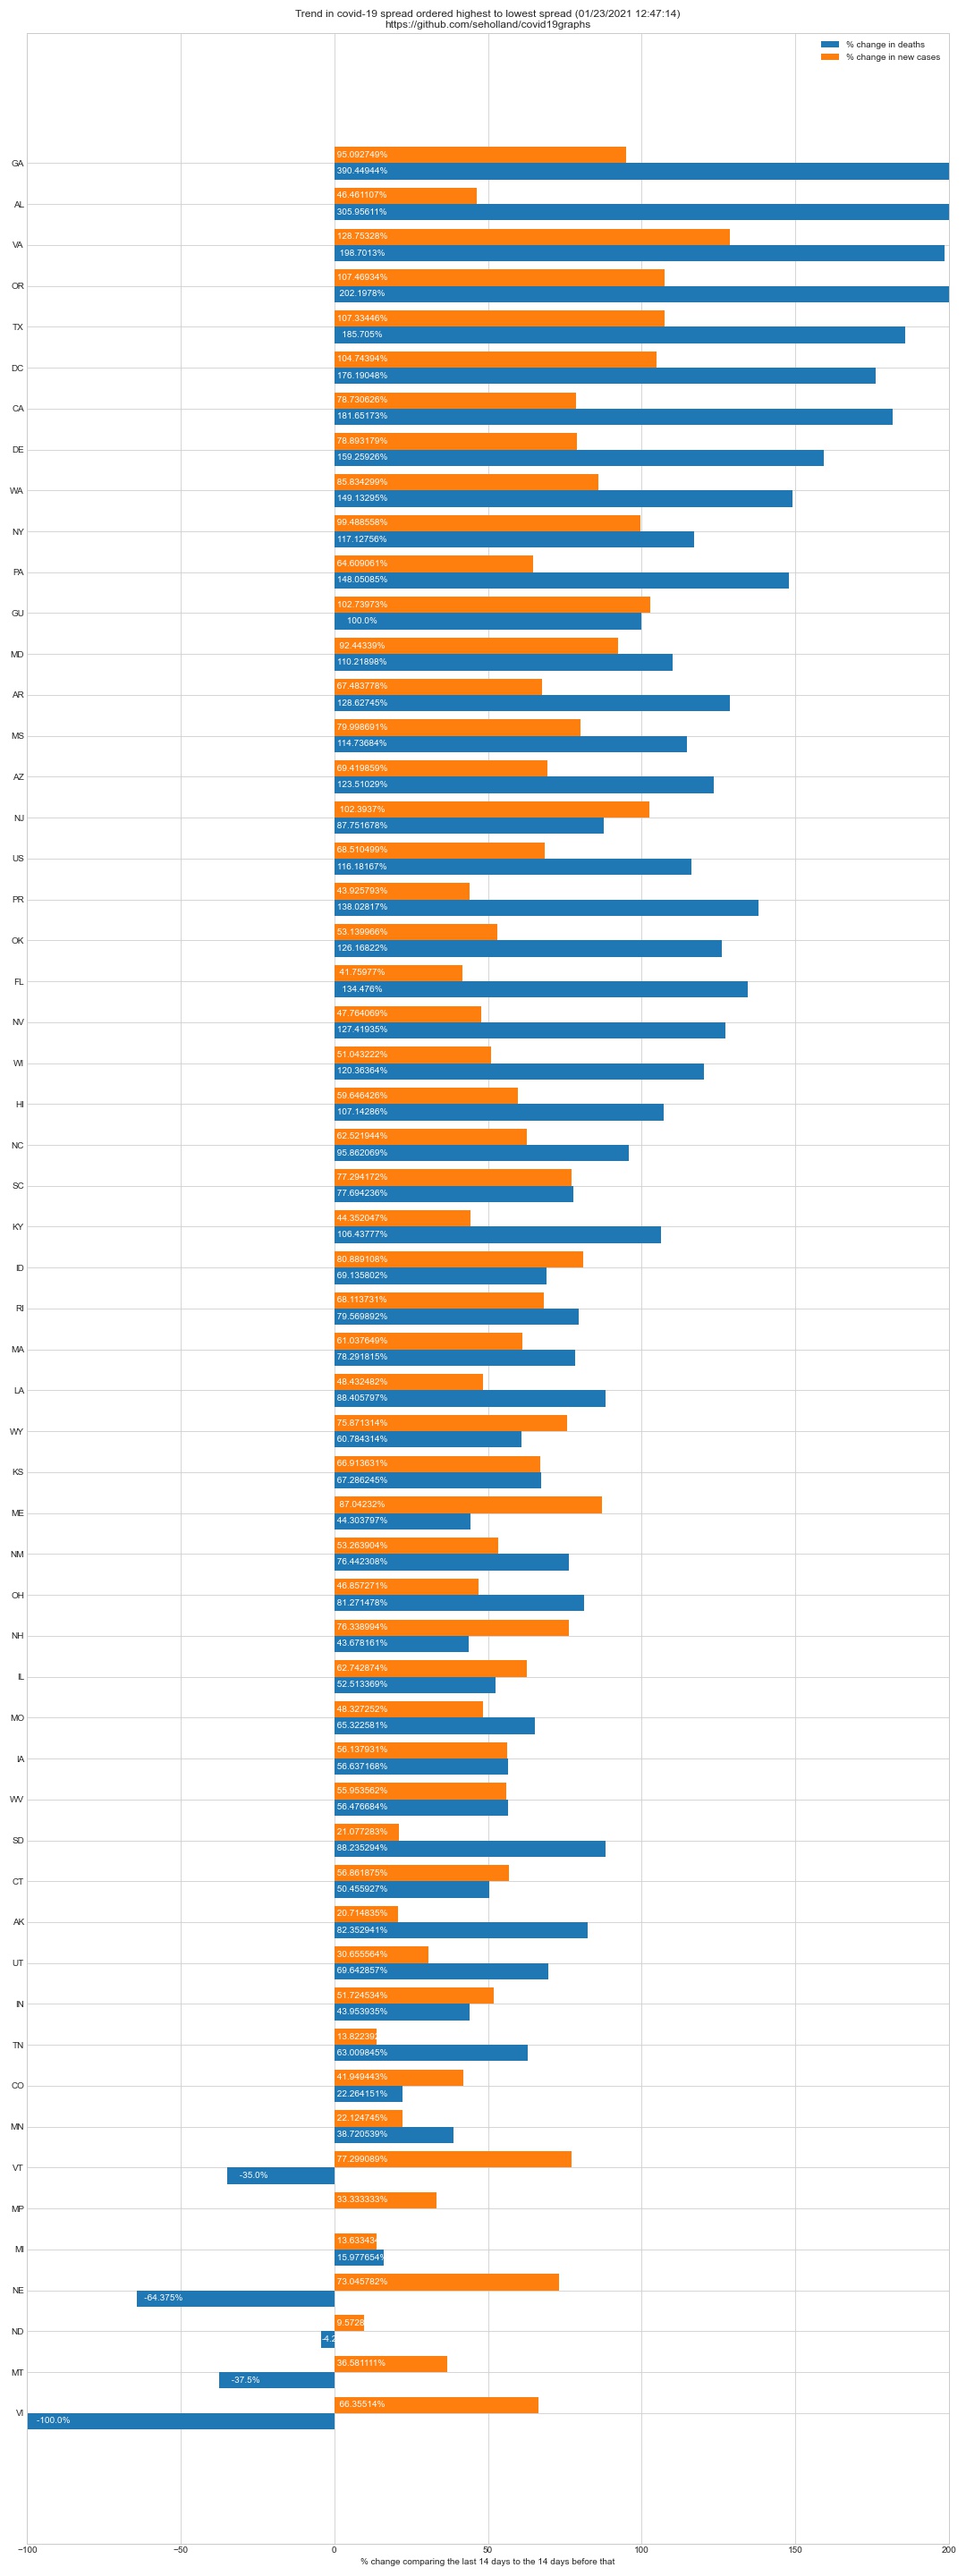 Trend in covid-19 spread ordered highest to lowest spread (01/23/2021 12:47:14)
https://github.com/seholland/covid19graphs
% change in deaths
% change in new cases
95.092749%
GA
390.44944%
46.461107%
AL
305.95611%
128.75328%
VA
198.7013%
107.46934%
OR
202.1978%
107.33446%
TX
185.705%
104.74394%
DC
176.19048%
78.730626%
CA
181.65173%
78.893179%
DE
159.25926%
85.834299%
WA
149.13295%
99.488558%
NY
117.12756%
64.609061%
PA
148.05085%
102.73973%
GU
100.0%
92.44339%
MD
110.21898%
67.483778%
AR
128.62745%
79.998691%
MS
114.73684%
69.419859%
AZ
123.51029%
102.3937%
NJ
87.751678%
68.510499%
US
116.18167%
43.925793%
PR
138.02817%
53.139966%
OK
126.16822%
41.75977%
FL
134.476%
47.764069%
NV
127.41935%
51.043222%
WI
120.36364%
59.646426%
HI
107.14286%
62.521944%
NC
95.862069%
77.294172%
SC
77.694236%
44.352047%
KY
106.43777%
80.889108%
ID
69.135802%
68.113731%
RI
79.569892%
61.037649%
MA
78.291815%
48.432482%
LA
88.405797%
75.871314%
WY
60.784314%
66.913631%
KS
67.286245%
87.04232%
ME
44.303797%
53.263904%
NM
76.442308%
46.857271%
OH
81.271478%
76.338994%
NH
43.678161%
62.742874%
IL
52.513369%
48.327252%
MO
65.322581%
56.137931%
IA
56.637168%
55.953562%
WV
56.476684%
21.077283%
SD
88.235294%
56.861875%
CT
50.455927%
20.714835%
AK
82.352941%
30.655564%
UT
69.642857%
51.724534%
IN
43.953935%
13.822392
TN
63.009845%
41.949443%
CO
22.264151%
22.124745%
MN
38.720539%
77.299089%
VT
-35.0%
33.333333%
MP
13.633434
MI
15.977654%
73.045782%
NE
-64.375%
9.5728
ND
-4.2
36.581111%
MT
-37.5%
66.35514%
VI
-100.0%
−100 −50 0 50 100 150 200
% change comparing the last 14 days to the 14 days before that